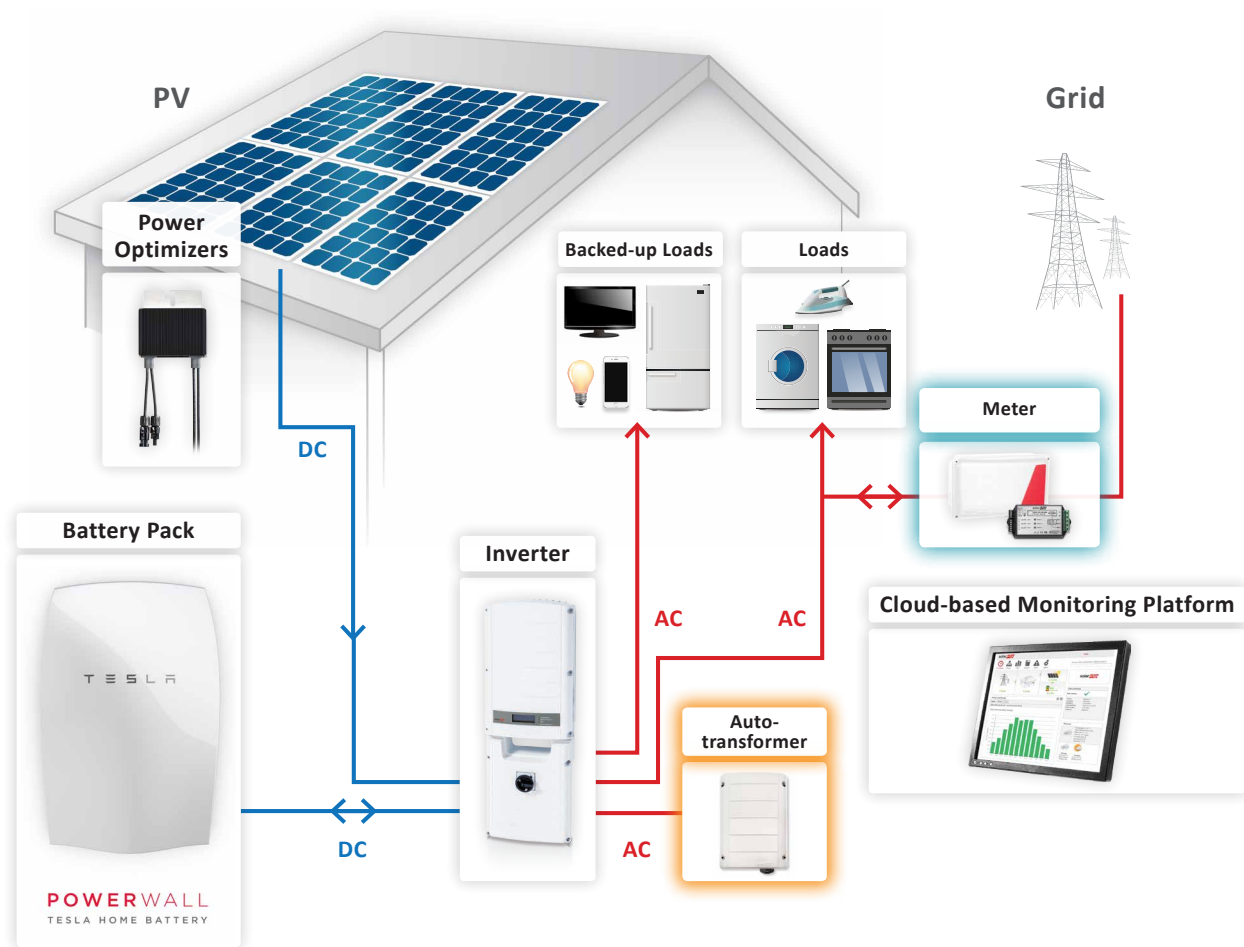 PV
Grid
Power
Optimizers
Backed-up Loads
Loads
Meter
DC
Battery Pack
Inverter
TESLA
AC
AC
Cloud-based Monitoring Platform
solaredge
Auto-
transformer
DC
AC
POWERWALL
TESLA HOME BATTERY